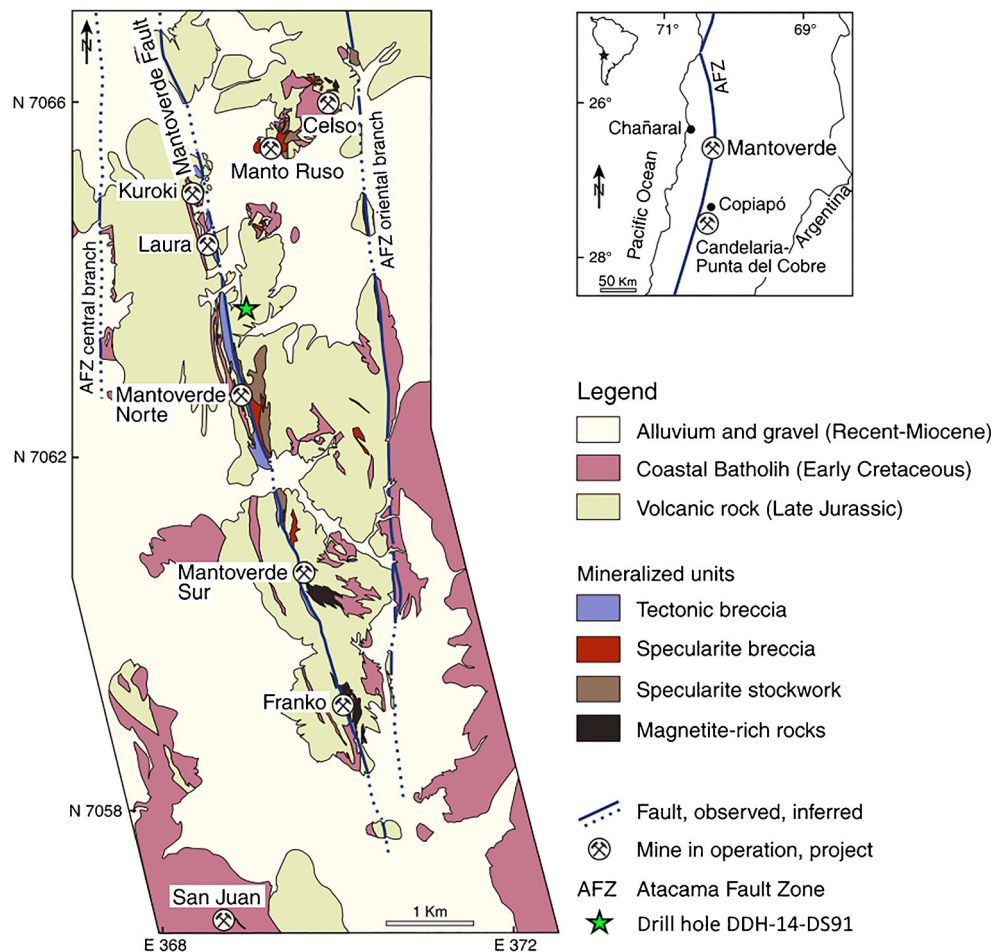 N
N 7066
Mantoverde Fault
Celso
Manto Ruso
Kuroki
AFZ oriental branch
Laura
AFZ central branch
Mantoverde
Norte
N 7062
Mantoverde
Sur
Franko
N 7058
San Juan
1 Km
E 368
E 372
71°
69°
AFZ
26°
Chañaral
Mantoverde
N
Pacific Ocean
Copiapó
Argentina
Candelaria-
Punta del Cobre
28°
50 Km
Legend
Alluvium and gravel (Recent-Miocene)
Coastal Batholih (Early Cretaceous)
Volcanic rock (Late Jurassic)
Mineralized units
Tectonic breccia
Specularite breccia
Specularite stockwork
Magnetite-rich rocks
Fault, observed, inferred
Mine in operation, project
AFZ Atacama Fault Zone
Drill hole DDH-14-DS91